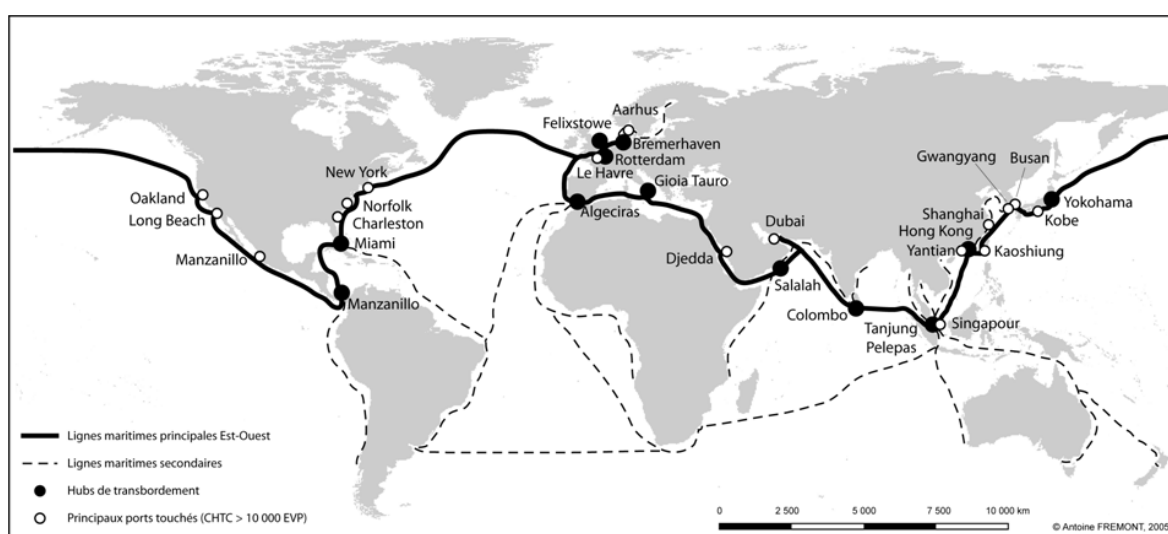 Aarhus
Felixstowe
Bremerhaven
Rotterdam
Le Havre
Gioia Tauro
Algeciras
New York
Norfolk
Charleston
Miami
Oakland
Long Beach
Manzanillo
Manzanillo
Dubai
Djedda
Salalah
Colombo
Tanjung
Pelepas
Singapour
Gwangyang
Busan
Shanghai
Hong Kong
Yantian
Kaoshiung
Yokohama
Kobe
Lignes maritimes principales Est-Ouest
Lignes maritimes secondaires
Hubs de transbordement
Principaux ports touchés (CHTC > 10 000 EVP)
0 2 500 5 000 7 500 10 000 km
© Antoine FREMONT, 2005